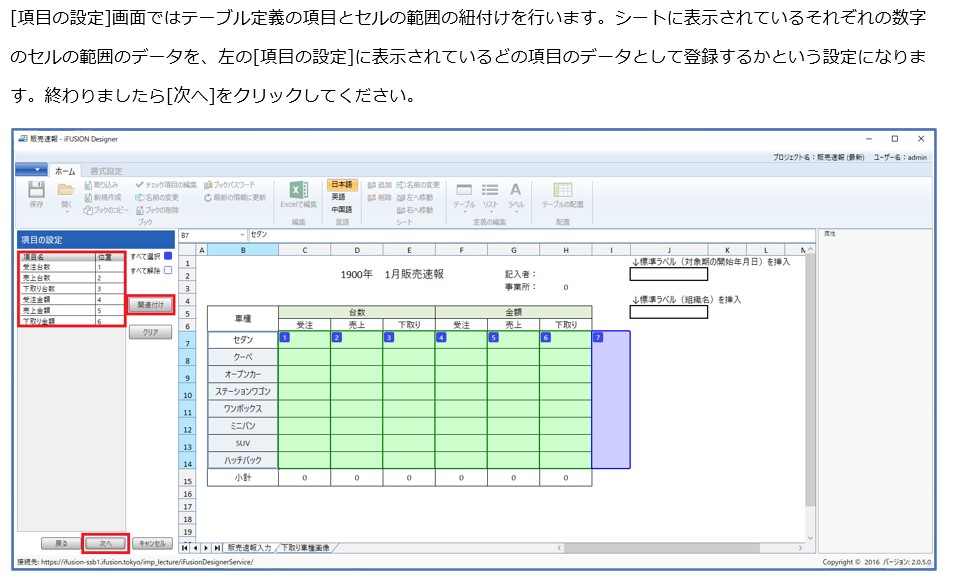 [項目の設定]画面ではテーブル定義の項目とセルの範囲の紐付けを行います。シートに表示されているそれぞれの数字
のセルの範囲のデータを、左の[項目の設定]に表示されているどの項目のデータとして登録するかという設定になりま
す。終わりましたら[次へ]をクリックしてください。
販売速報 - iFUSION Designer
プロジェクト名：販売速報 (最新) ユーザー名：admin
ホーム 書式設定
保存 開く 取り込み 新規作成 ブックのコピー チェック項目の編集 名前の変更 ブックの削除 ブックパスワード 最新の情報に更新 Excelで編集 日本語 英語 中国語 追加 削除 名前の変更 左へ移動 右へ移動 テーブル リスト ラベル テーブルの配置
ブック 編集 言語 シート 定義の編集 配置
項目の設定
B7 セダン
属性
項目名 位置
受注台数 1
売上台数 2
下取り台数 3
受注金額 4
売上金額 5
下取り金額 6
すべて選択
すべて解除
関連付け
クリア
A B C D E F G H I J K L M
1 ↓標準ラベル（対象期の開始年月日）を挿入
2 1900年 1月販売速報 記入者：
3 事業所： 0
4 ↓標準ラベル（組織名）を挿入
5 車種 台数 金額
6 受注 売上 下取り 受注 売上 下取り
7 セダン 1 2 3 4 5 6 7
8 クーペ
9 オープンカー
10 ステーションワゴン
11 ワンボックス
12 ミニバン
13 SUV
14 ハッチバック
15 小計 0 0 0 0 0 0
16
17
18
19
戻る 次へ キャンセル
販売速報入力 下取り車種画像
接続先: https://ifusion-ssb1.ifusion.tokyo/imp_lecture/iFusionDesignerService/
Copyright © 2016 バージョン: 2.0.5.0